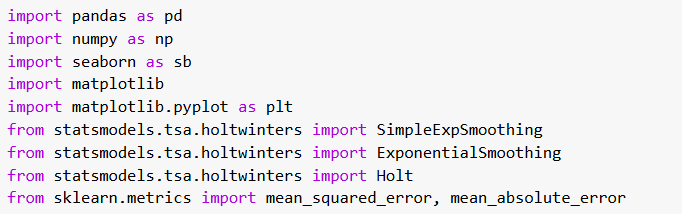 import pandas as pd
import numpy as np
import seaborn as sb
import matplotlib
import matplotlib.pyplot as plt
from statsmodels.tsa.holtwinters import SimpleExpSmoothing
from statsmodels.tsa.holtwinters import ExponentialSmoothing
from statsmodels.tsa.holtwinters import Holt
from sklearn.metrics import mean_squared_error, mean_absolute_error